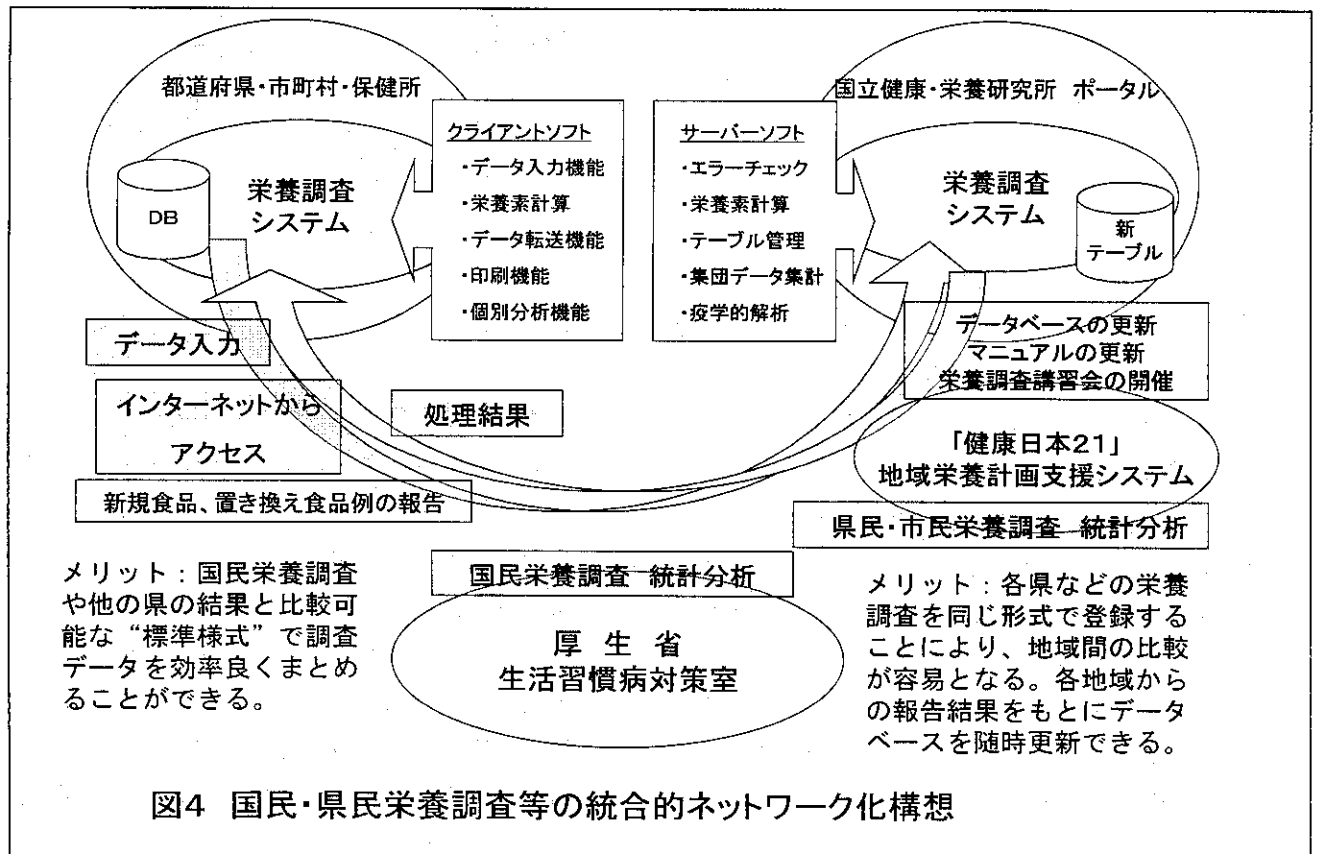 都道府県・市町村・保健所
DB
栄養調査
システム
クライアントソフト
・データ入力機能
・栄養素計算
・データ転送機能
・印刷機能
・個別分析機能
サーバーソフト
・エラーチェック
・栄養素計算
・テーブル管理
・集団データ集計
・疫学的解析
国立健康・栄養研究所 ポータル
栄養調査
システム
新
テーブル
データ入力
インターネットから
アクセス
新規食品、置き換え食品例の報告
処理結果
データベースの更新
マニュアルの更新
栄養調査講習会の開催
「健康日本21」
地域栄養計画支援システム
県民・市民栄養調査 統計分析
国民栄養調査 統計分析
厚 生 省
生活習慣病対策室
メリット：国民栄養調査
や他の県の結果と比較可
能な“標準様式”で調査
データを効率良くまとめ
ることができる。
メリット：各県などの栄養
調査を同じ形式で登録する
ことにより、地域間の比較
が容易となる。各地域から
の報告結果をもとにデータ
ベースを随時更新できる。
図4 国民・県民栄養調査等の統合的ネットワーク化構想